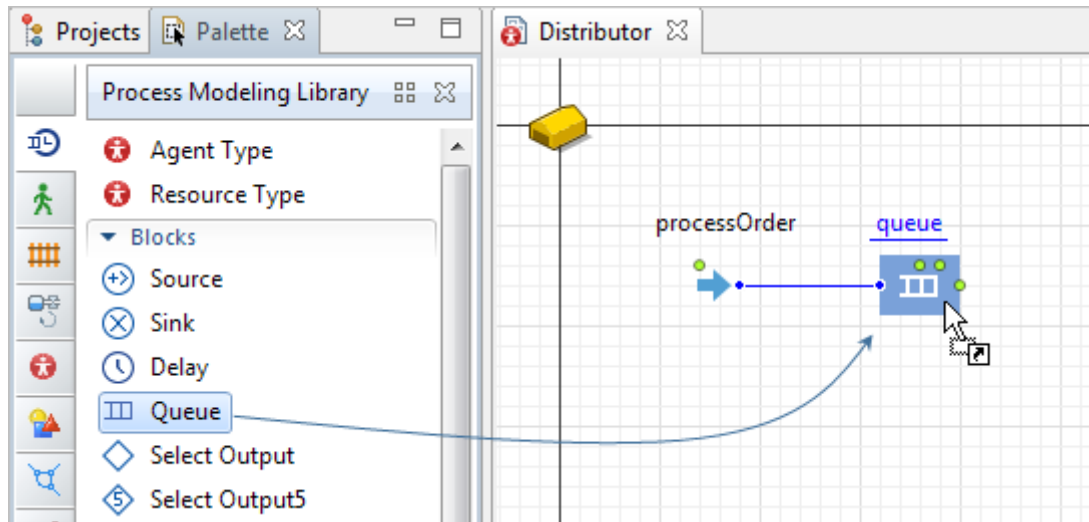 Projects
Palette
Distributor
Process Modeling Library
Agent Type
Resource Type
Blocks
Source
Sink
Delay
Queue
Select Output
5 Select Output5
processOrder
queue